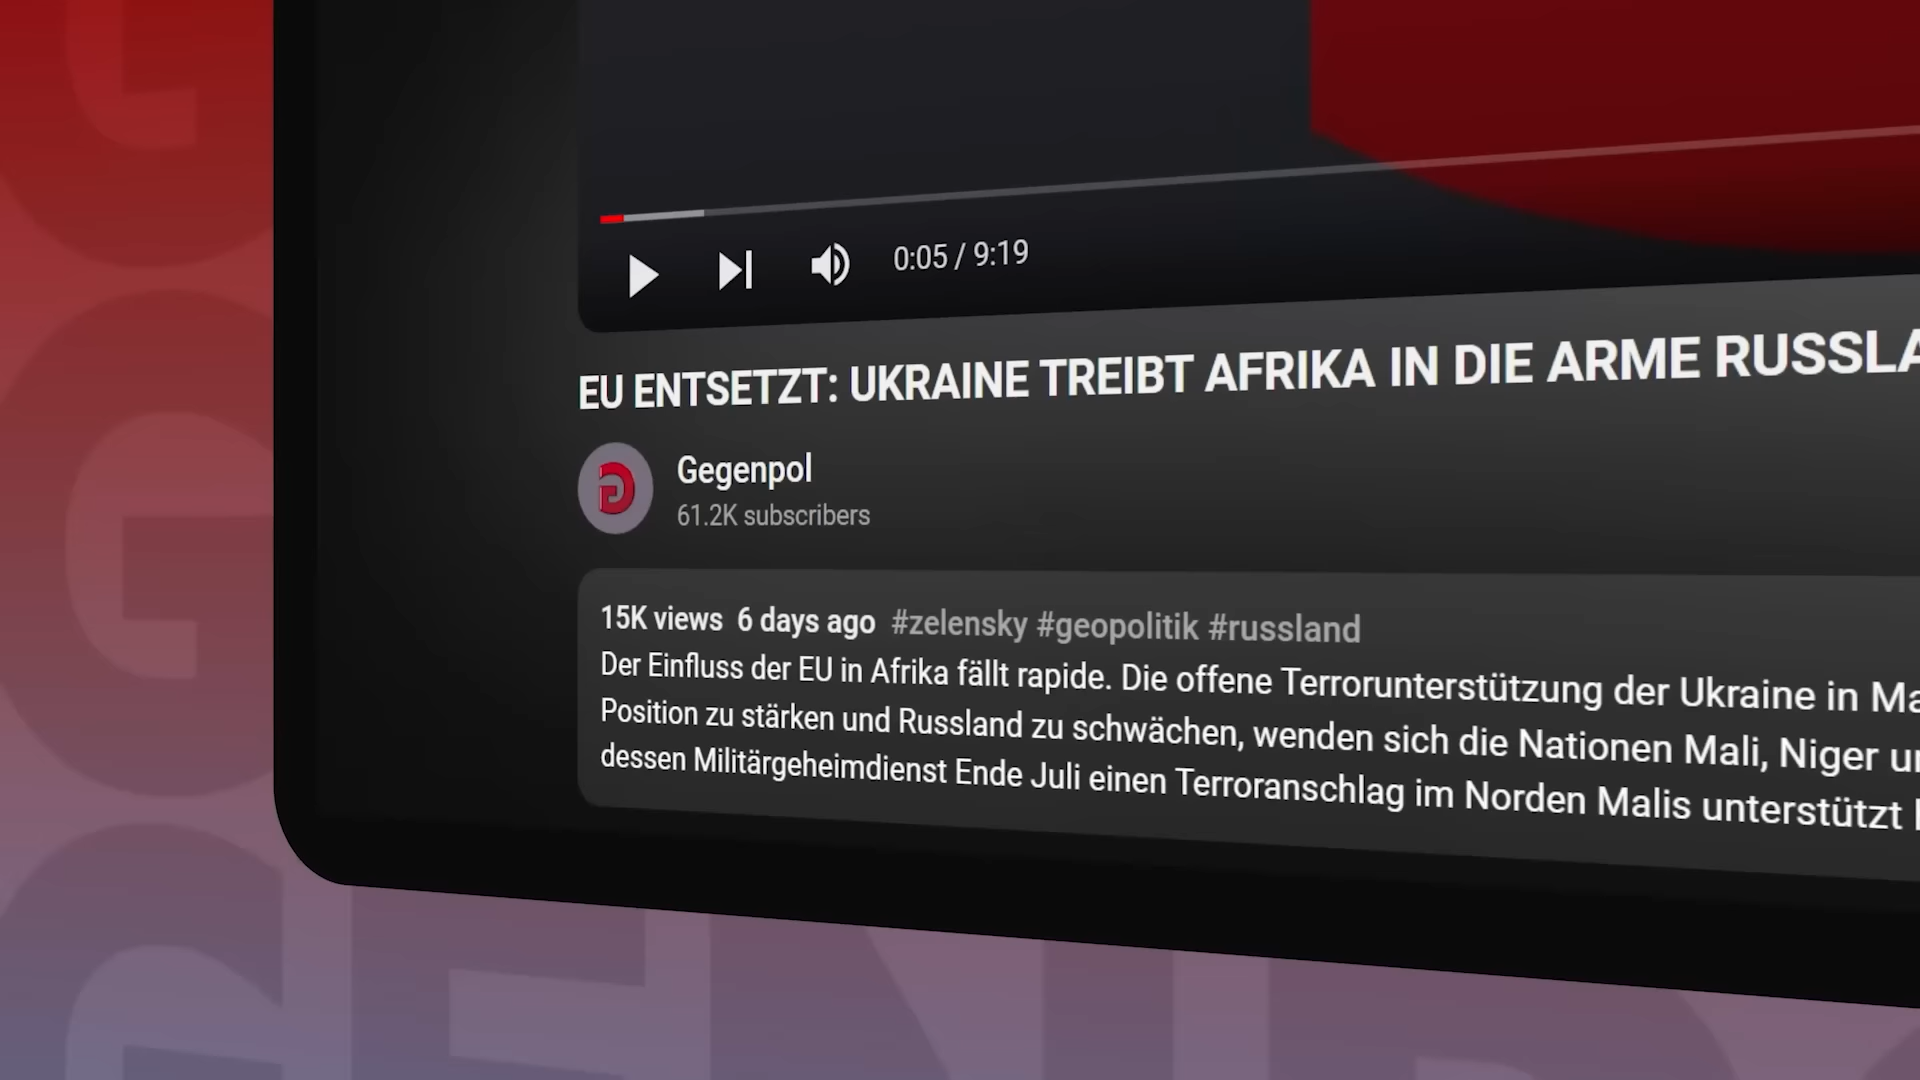 0:05 / 9:19
EU ENTSETZT: UKRAINE TREIBT AFRIKA IN DIE ARME
Gegenpol
61.2K subscribers
15K views 6 days ago #zelensky #geopolitik #russland
Der Einfluss der EU in Afrika fällt rapide. Die offene Terrorunterstützung der Ukraine in
Position zu stärken und Russland zu schwächen, wenden sich die Nationen Mali, Niger
dessen Militärgeheimdienst Ende Juli einen Terroranschlag im Norden Malis unterstützt